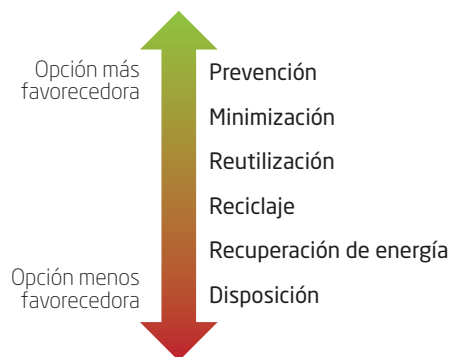 Opción más
favorecedora
Prevención
Minimización
Reutilización
Reciclaje
Recuperación de energía
Opción menos
favorecedora
Disposición